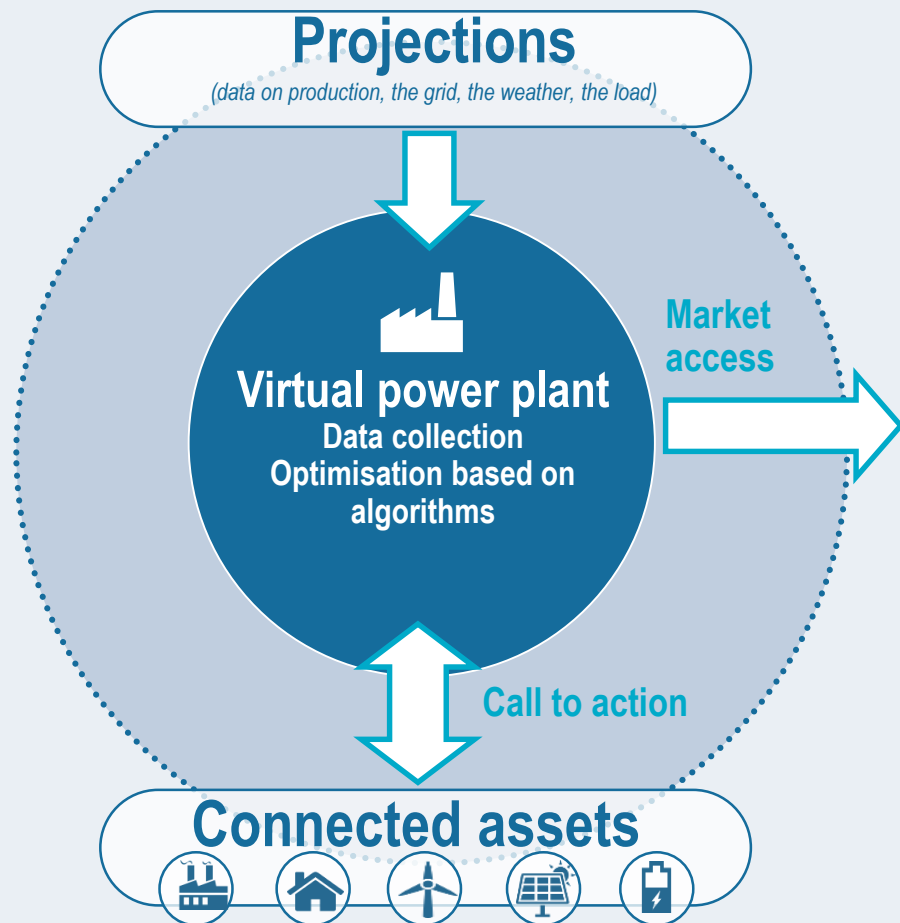 Projections
(data on production, the grid, the weather, the load)
Market
access
Virtual power plant
Data collection
Optimisation based on
algorithms
Call to action
Connected assets